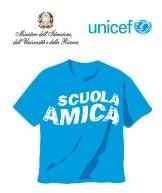 Ministero dell'Istruzione,
dell'Università e della Ricerca
unicef
SCUOLA
AMICA